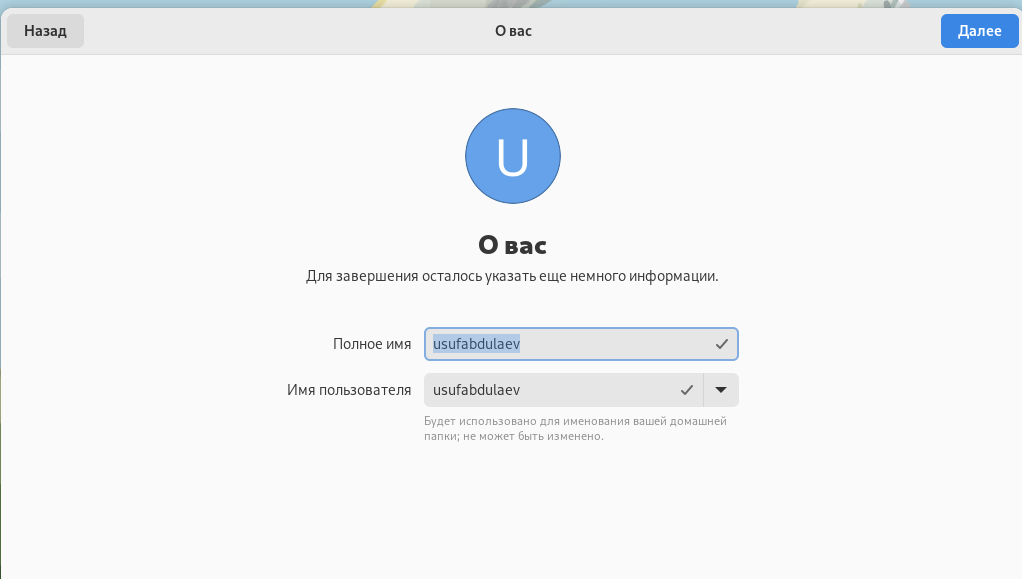 Назад
О вас
Далее
U
О вас
Для завершения осталось указать еще немного информации.
Полное имя
usufabdulaev
Имя пользователя
usufabdulaev
Будет использовано для именования вашей домашней
папки; не может быть изменено.